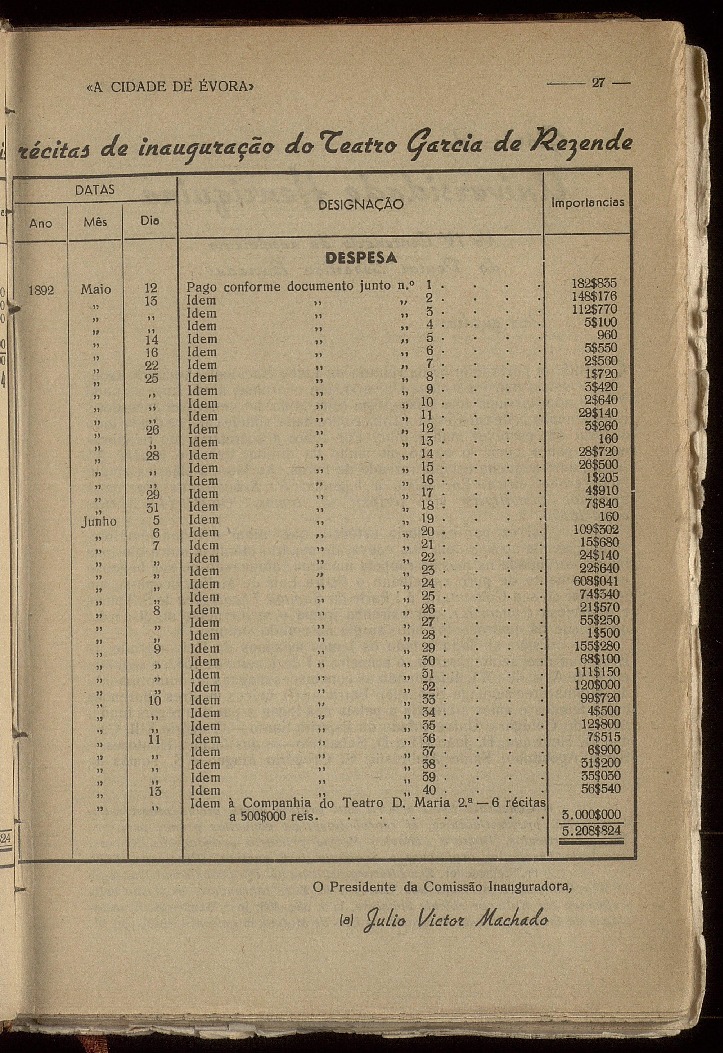 «A CIDADE DE ÉVORA» 27
récitas de inauguração do Teatro Garcia de Rezende
DATAS DESIGNAÇÃO Importancias
Ano Mês Dia
DESPESA
1892 Maio 12 Pago conforme documento junto n.º 1 . . . . 182$835
„ 13 Idem „ „ 2 . . . . 148$176
„ „ Idem „ „ 3 . . . . 112$770
„ „ Idem „ „ 4 . . . . 5$100
„ 14 Idem „ „ 5 . . . . 960
„ 16 Idem „ „ 6 . . . . 5$550
„ 22 Idem „ „ 7 . . . . 2$560
„ 25 Idem „ „ 8 . . . . 1$720
„ „ Idem „ „ 9 . . . . 3$420
„ „ Idem „ „ 10 . . . . 2$640
„ „ Idem „ „ 11 . . . . 29$140
„ 26 Idem „ „ 12 . . . . 3$260
„ „ Idem „ „ 13 . . . . 160
„ 28 Idem „ „ 14 . . . . 28$720
„ „ Idem „ „ 15 . . . . 26$500
„ „ Idem „ „ 16 . . . . 1$205
„ 29 Idem „ „ 17 . . . . 4$910
„ 31 Idem „ „ 18 . . . . 7$840
Junho 5 Idem „ „ 19 . . . . 160
„ 6 Idem „ „ 20 . . . . 109$302
„ 7 Idem „ „ 21 . . . . 15$680
„ „ Idem „ „ 22 . . . . 24$140
„ „ Idem „ „ 23 . . . . 22$640
„ „ Idem „ „ 24 . . . . 608$041
„ „ Idem „ „ 25 . . . . 74$340
„ 8 Idem „ „ 26 . . . . 21$570
„ „ Idem „ „ 27 . . . . 55$250
„ „ Idem „ „ 28 . . . . 1$500
„ 9 Idem „ „ 29 . . . . 155$280
„ „ Idem „ „ 30 . . . . 68$100
„ „ Idem „ „ 31 . . . . 111$150
„ „ Idem „ „ 32 . . . . 120$000
„ 10 Idem „ „ 33 . . . . 99$720
„ „ Idem „ „ 34 . . . . 4$500
„ „ Idem „ „ 35 . . . . 12$800
„ 11 Idem „ „ 36 . . . . 7$515
„ „ Idem „ „ 37 . . . . 6$900
„ „ Idem „ „ 38 . . . . 31$200
„ „ Idem „ „ 39 . . . . 35$030
„ 13 Idem „ „ 40 . . . . 56$540
„ „ Idem à Companhia do Teatro D. Maria 2.ª — 6 récitas
a 500$000 reis. . . . . . . . 3.000$000
5.208$824
O Presidente da Comissão Inauguradora,
(a) Julio Victor Machado